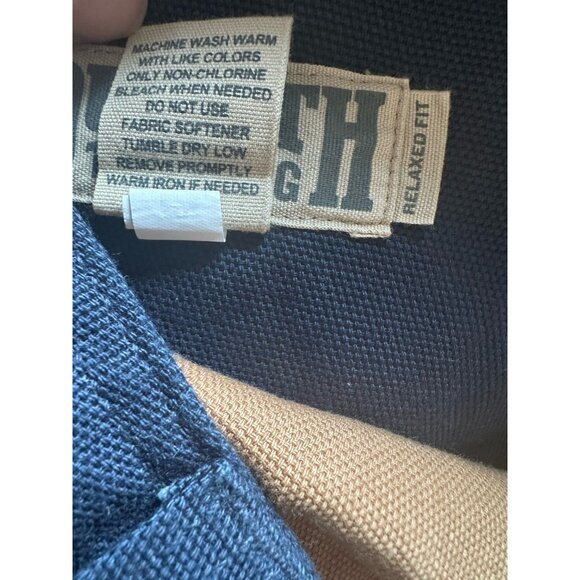 MACHINE WASH WARM
WITH LIKE COLORS
ONLY NON-CHLORINE
BLEACH WHEN NEEDED
DO NOT USE
FABRIC SOFTENER
TUMBLE DRY LOW
REMOVE PROMPTLY
WARM IRON IF NEEDED
TH
G
RELAXED FIT